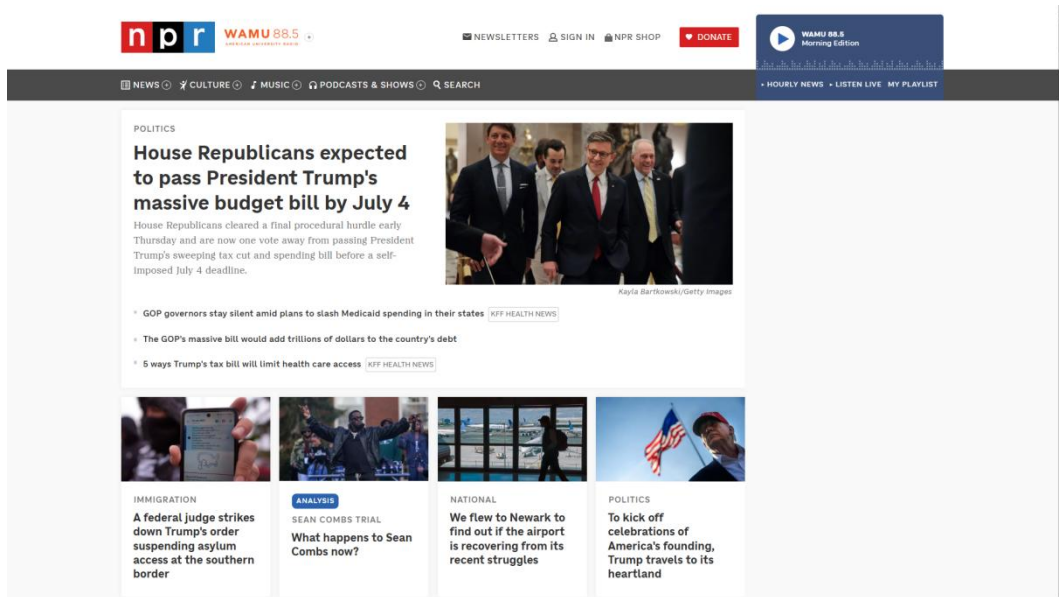 npr
WAMU 88.5
AMERICAN UNIVERSITY RADIO
NEWSLETTERS SIGN IN NPR SHOP DONATE
WAMU 88.5
Morning Edition
NEWS CULTURE MUSIC PODCASTS & SHOWS SEARCH
HOURLY NEWS LISTEN LIVE MY PLAYLIST
POLITICS
House Republicans expected
to pass President Trump's
massive budget bill by July 4
House Republicans cleared a final procedural hurdle early
Thursday and are now one vote away from passing President
Trump's sweeping tax cut and spending bill before a self-
imposed July 4 deadline.
Kayla Bartkowski/Getty Images
GOP governors stay silent amid plans to slash Medicaid spending in their states KFF HEALTH NEWS
The GOP's massive bill would add trillions of dollars to the country's debt
5 ways Trump's tax bill will limit health care access KFF HEALTH NEWS
IMMIGRATION
A federal judge strikes
down Trump's order
suspending asylum
access at the southern
border
ANALYSIS
SEAN COMBS TRIAL
What happens to Sean
Combs now?
NATIONAL
We flew to Newark to
find out if the airport
is recovering from its
recent struggles
POLITICS
To kick off
celebrations of
America's founding,
Trump travels to its
heartland